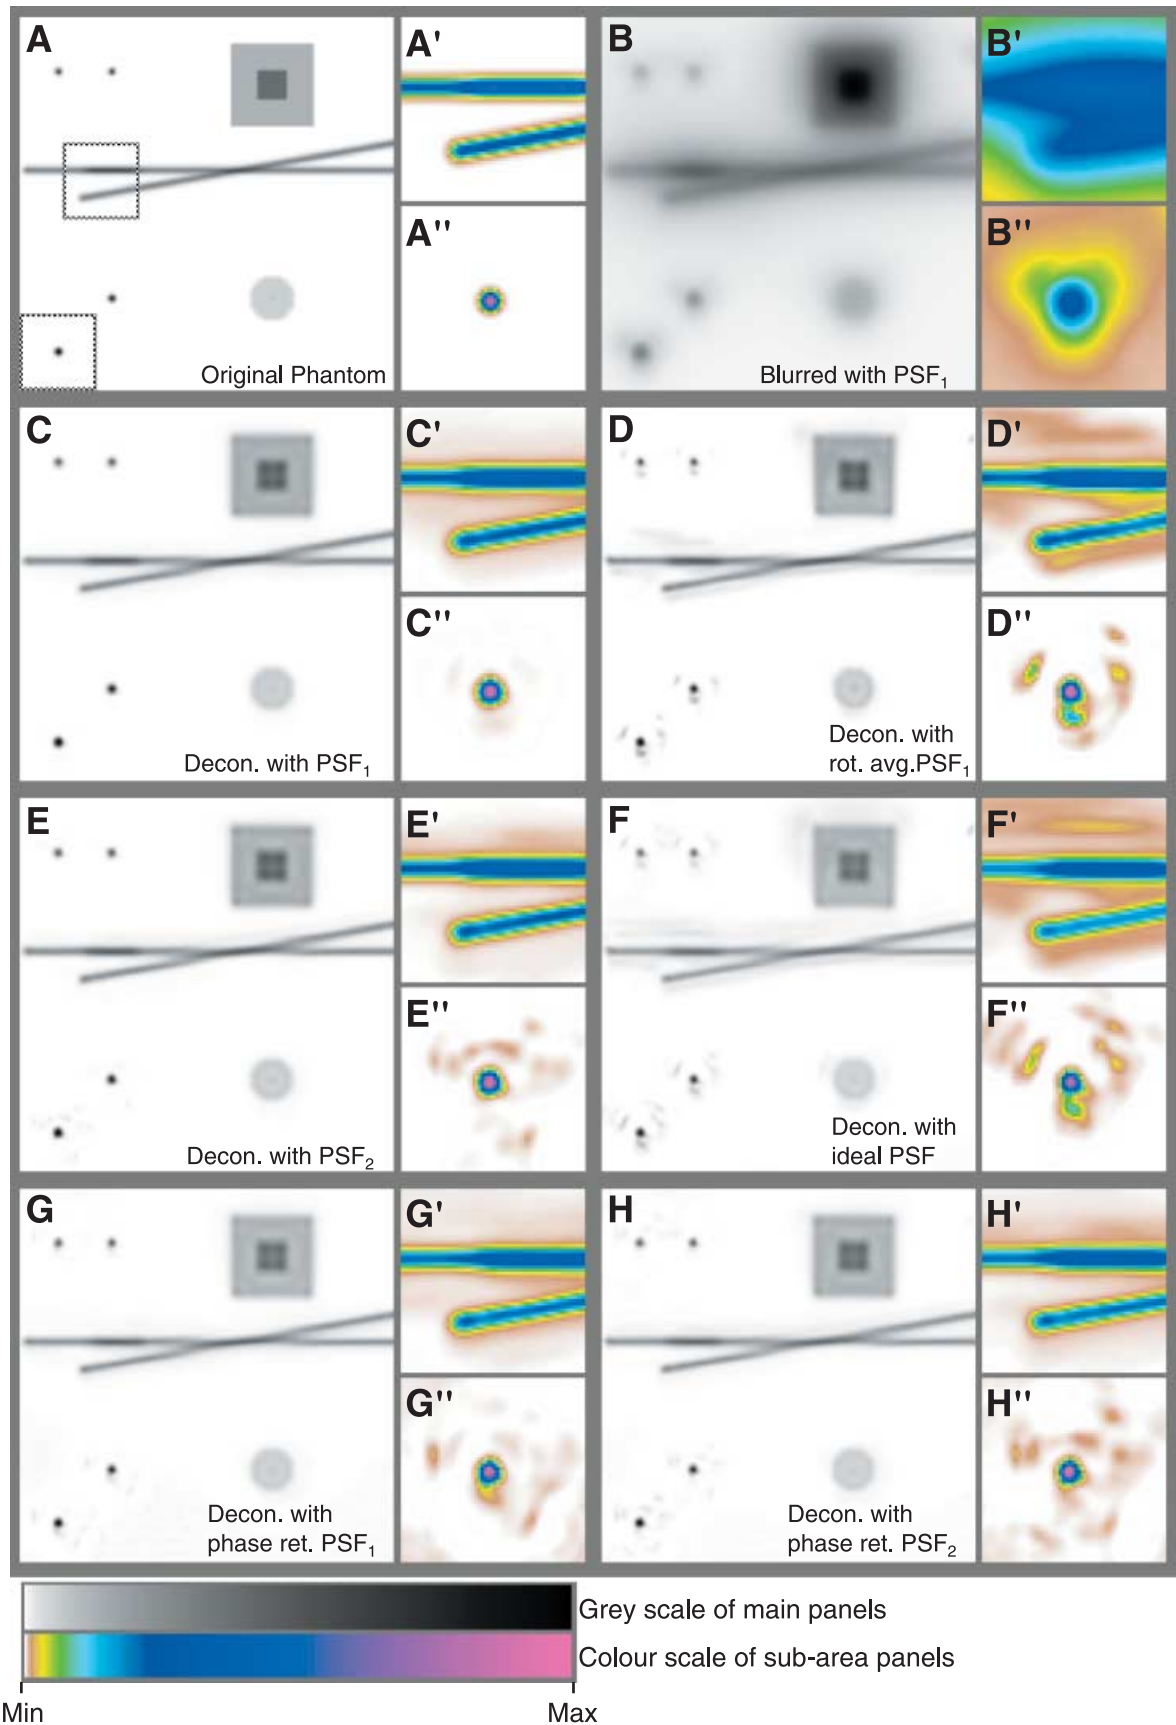 A
A'
A''
Original Phantom
B
B'
B''
Blurred with PSF1
C
C'
C''
Decon. with PSF1
D
D'
D''
Decon. with
rot. avg.PSF1
E
E'
E''
Decon. with PSF2
F
F'
F''
Decon. with
ideal PSF
G
G'
G''
Decon. with
phase ret. PSF1
H
H'
H''
Decon. with
phase ret. PSF2
Grey scale of main panels
Colour scale of sub-area panels
Min
Max